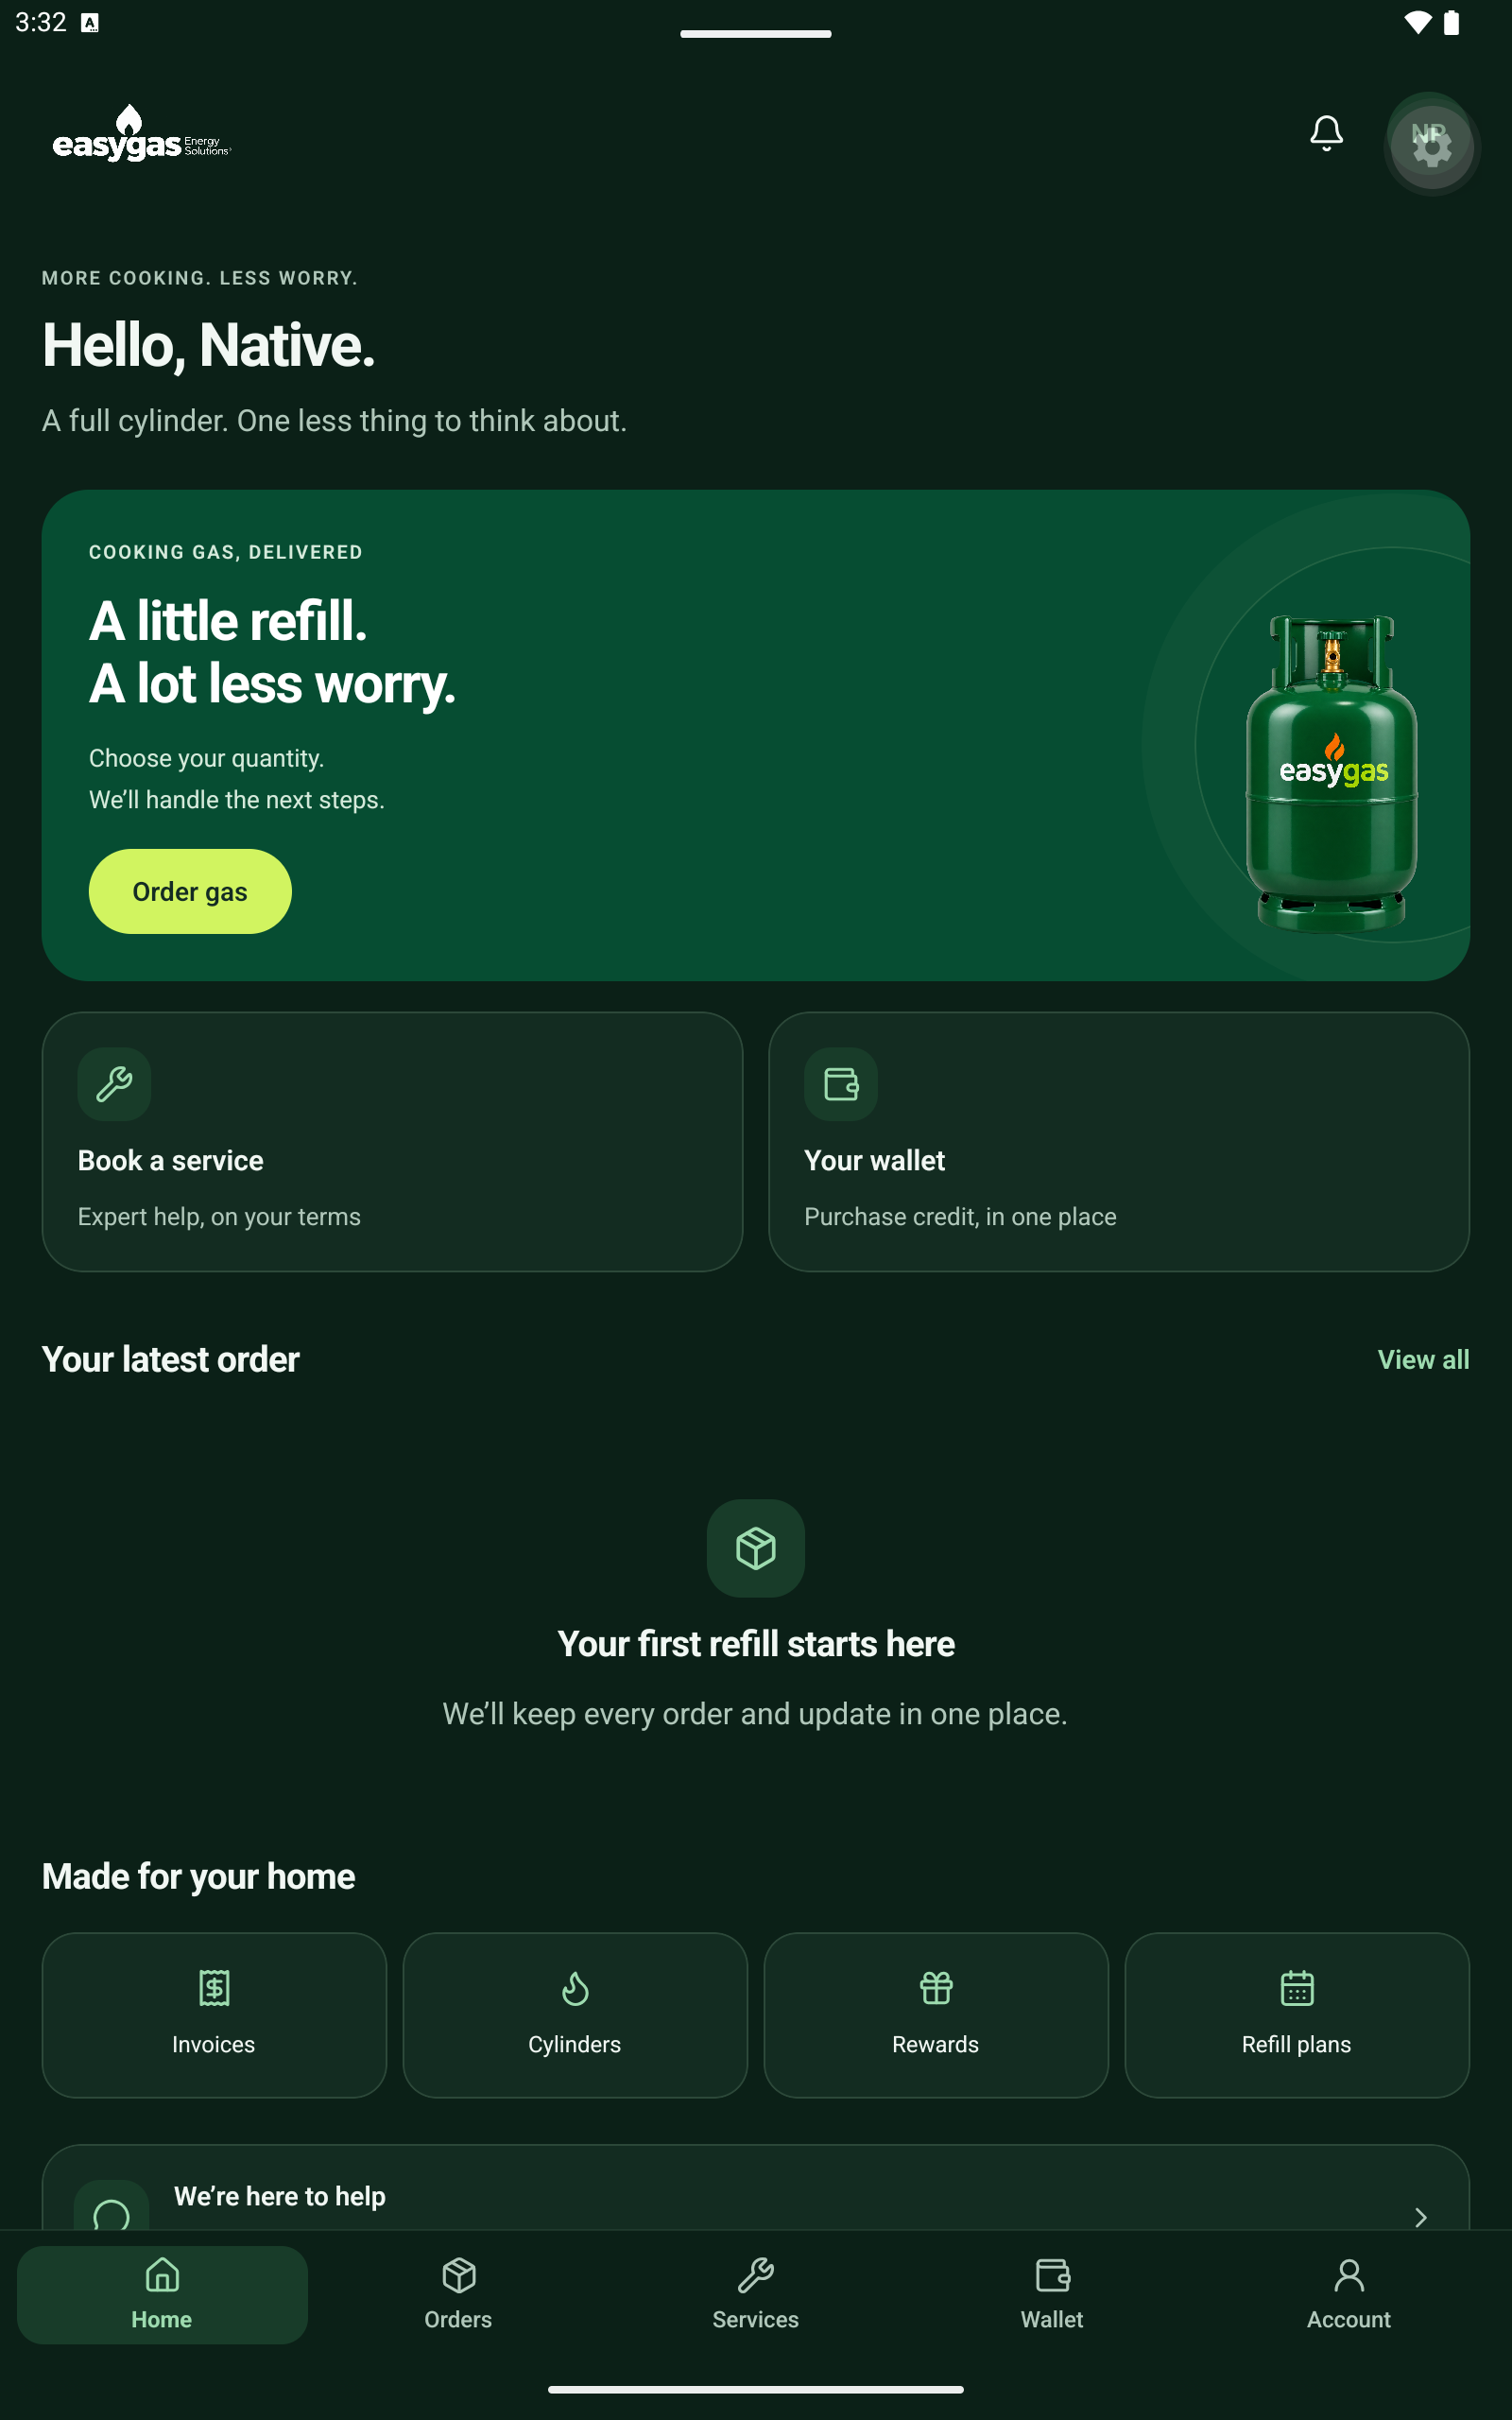 3:32
easygas Energy
Solutions
NP
MORE COOKING. LESS WORRY.
Hello, Native.
A full cylinder. One less thing to think about.
COOKING GAS, DELIVERED
A little refill.
A lot less worry.
Choose your quantity.
We’ll handle the next steps.
Order gas
easygas
Book a service
Expert help, on your terms
Your wallet
Purchase credit, in one place
Your latest order
View all
Your first refill starts here
We’ll keep every order and update in one place.
Made for your home
Invoices
Cylinders
Rewards
Refill plans
We’re here to help
Home
Orders
Services
Wallet
Account